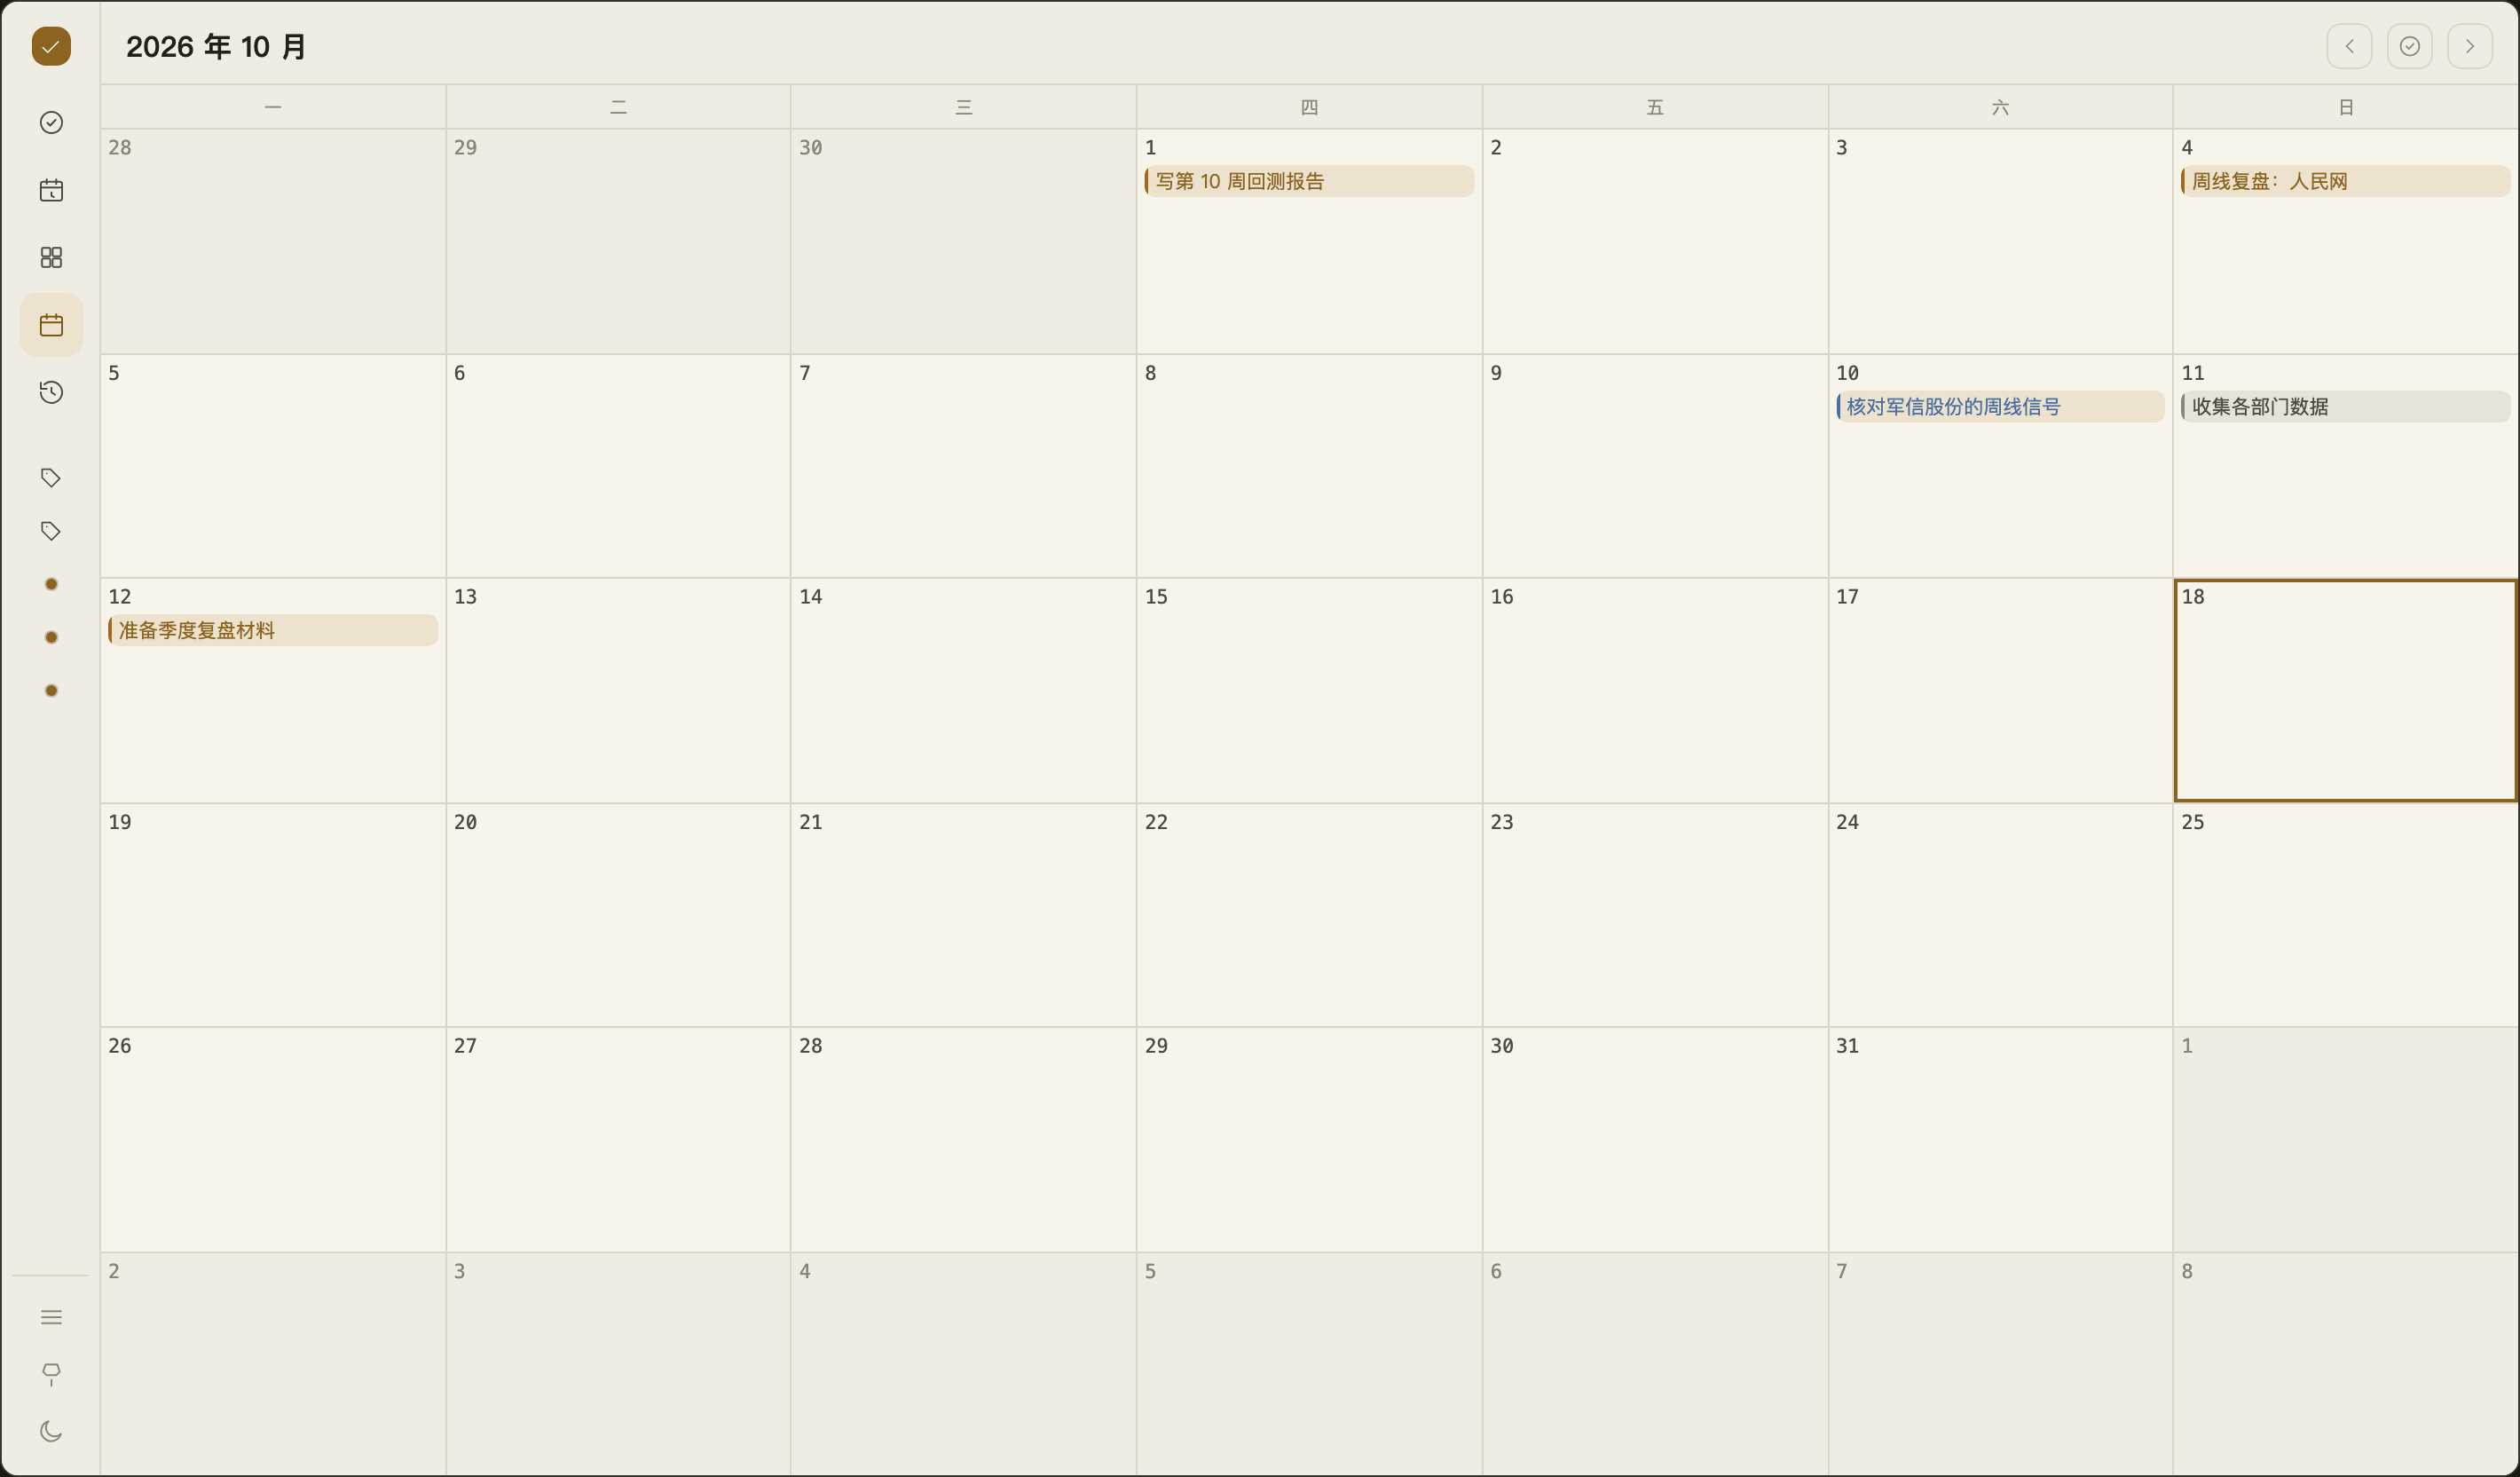 2026 年 10 月
一 二 三 四 五 六 日
28 29 30 1 2 3 4
写第 10 周回测报告 周线复盘：人民网
5 6 7 8 9 10 11
核对军信股份的周线信号 收集各部门数据
12 13 14 15 16 17 18
准备季度复盘材料
19 20 21 22 23 24 25
26 27 28 29 30 31 1
2 3 4 5 6 7 8